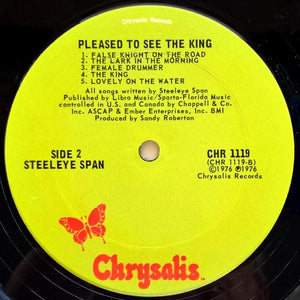 Chrysalis Records
PLEASED TO SEE THE KING
1. FALSE KNIGHT ON THE ROAD
2. THE LARK IN THE MORNING
3. FEMALE DRUMMER
4. THE KING
5. LOVELY ON THE WATER
All songs written by Steeleye Span
Published by Libra Music/Sparta-Florida Music
controlled in U.S. and Canada by Chappell & Co.
Inc. ASCAP & Ember Enterprises, Inc. BMI
Produced by Sandy Roberton
SIDE 2
STEELEYE SPAN
CHR 1119
(CHR 1119-B)
©1976 ℗1976
Chrysalis Records
Chrysalis
TM